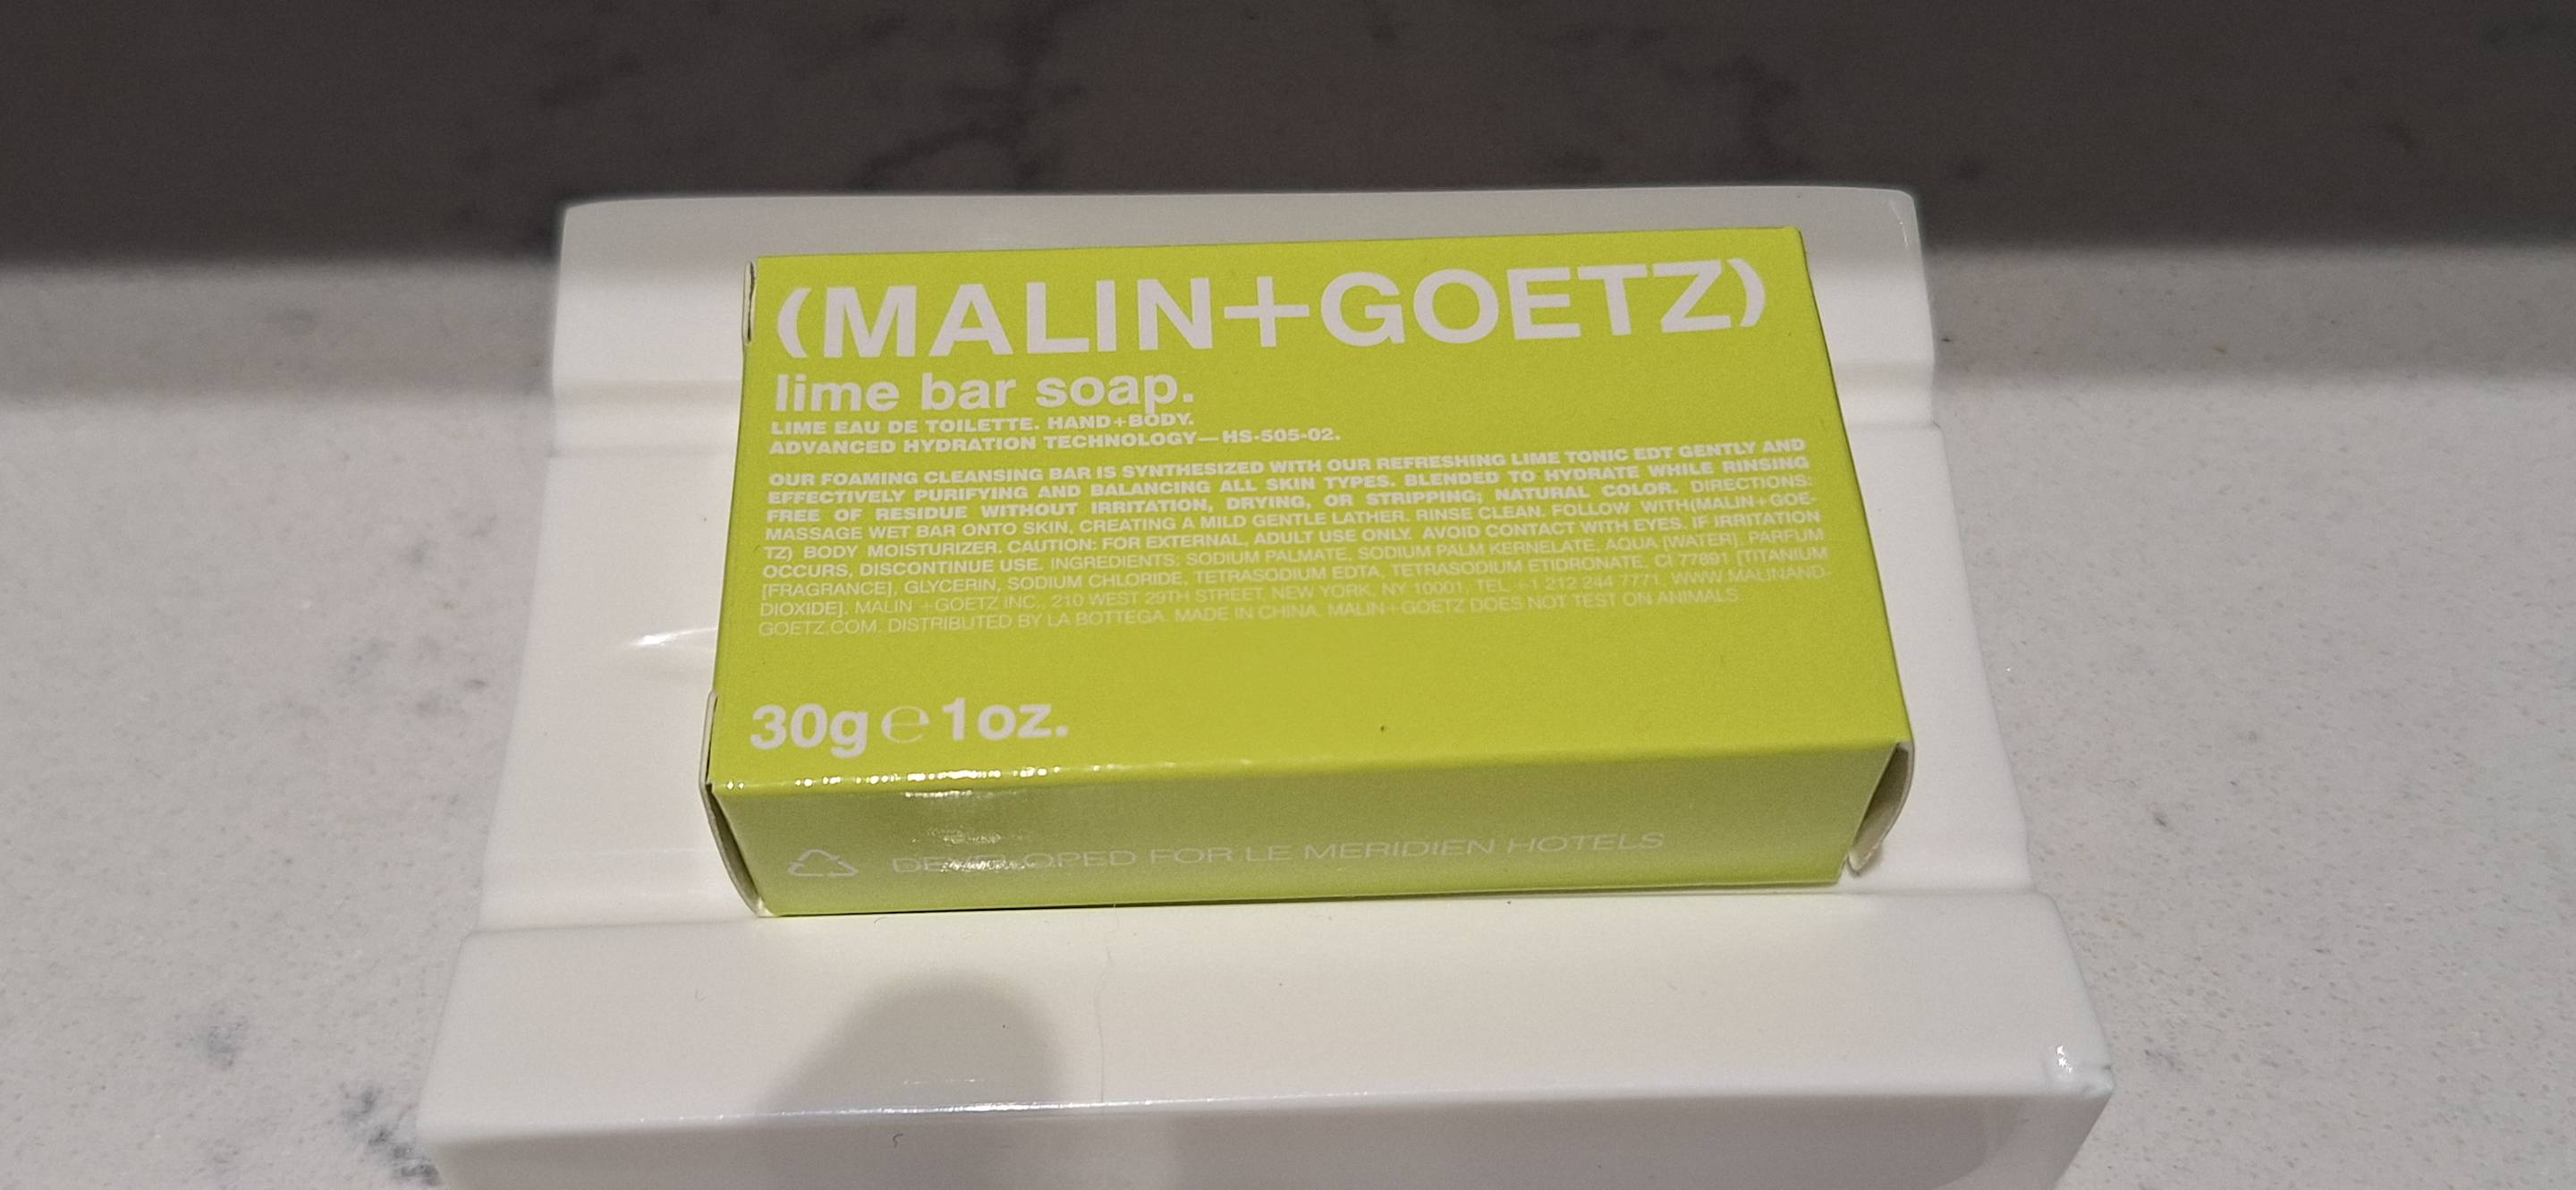 (MALIN+GOETZ)
lime bar soap.
LIME EAU DE TOILETTE. HAND+BODY.
ADVANCED HYDRATION TECHNOLOGY—HS-505-02.
OUR FOAMING CLEANSING BAR IS SYNTHESIZED WITH OUR REFRESHING LIME TONIC EDT GENTLY AND
EFFECTIVELY PURIFYING AND BALANCING ALL SKIN TYPES. BLENDED TO HYDRATE WHILE RINSING
FREE OF RESIDUE WITHOUT IRRITATION, DRYING, OR STRIPPING; NATURAL COLOR. DIRECTIONS:
MASSAGE WET BAR ONTO SKIN, CREATING A MILD GENTLE LATHER. RINSE CLEAN. FOLLOW WITH(MALIN+GOE-
TZ) BODY MOISTURIZER. CAUTION: FOR EXTERNAL, ADULT USE ONLY. AVOID CONTACT WITH EYES. IF IRRITATION
OCCURS, DISCONTINUE USE. INGREDIENTS: SODIUM PALMATE, SODIUM PALM KERNELATE, AQUA [WATER], PARFUM
[FRAGRANCE], GLYCERIN, SODIUM CHLORIDE, TETRASODIUM EDTA, TETRASODIUM ETIDRONATE, CI 77891 [TITANIUM
DIOXIDE]. MALIN +GOETZ INC., 210 WEST 29TH STREET, NEW YORK, NY 10001, TEL +1 212 244 7771, WWW.MALINAND-
GOETZ.COM. DISTRIBUTED BY LA BOTTEGA. MADE IN CHINA. MALIN+GOETZ DOES NOT TEST ON ANIMALS.
30g℮1oz.
DEVELOPED FOR LE MERIDIEN HOTELS